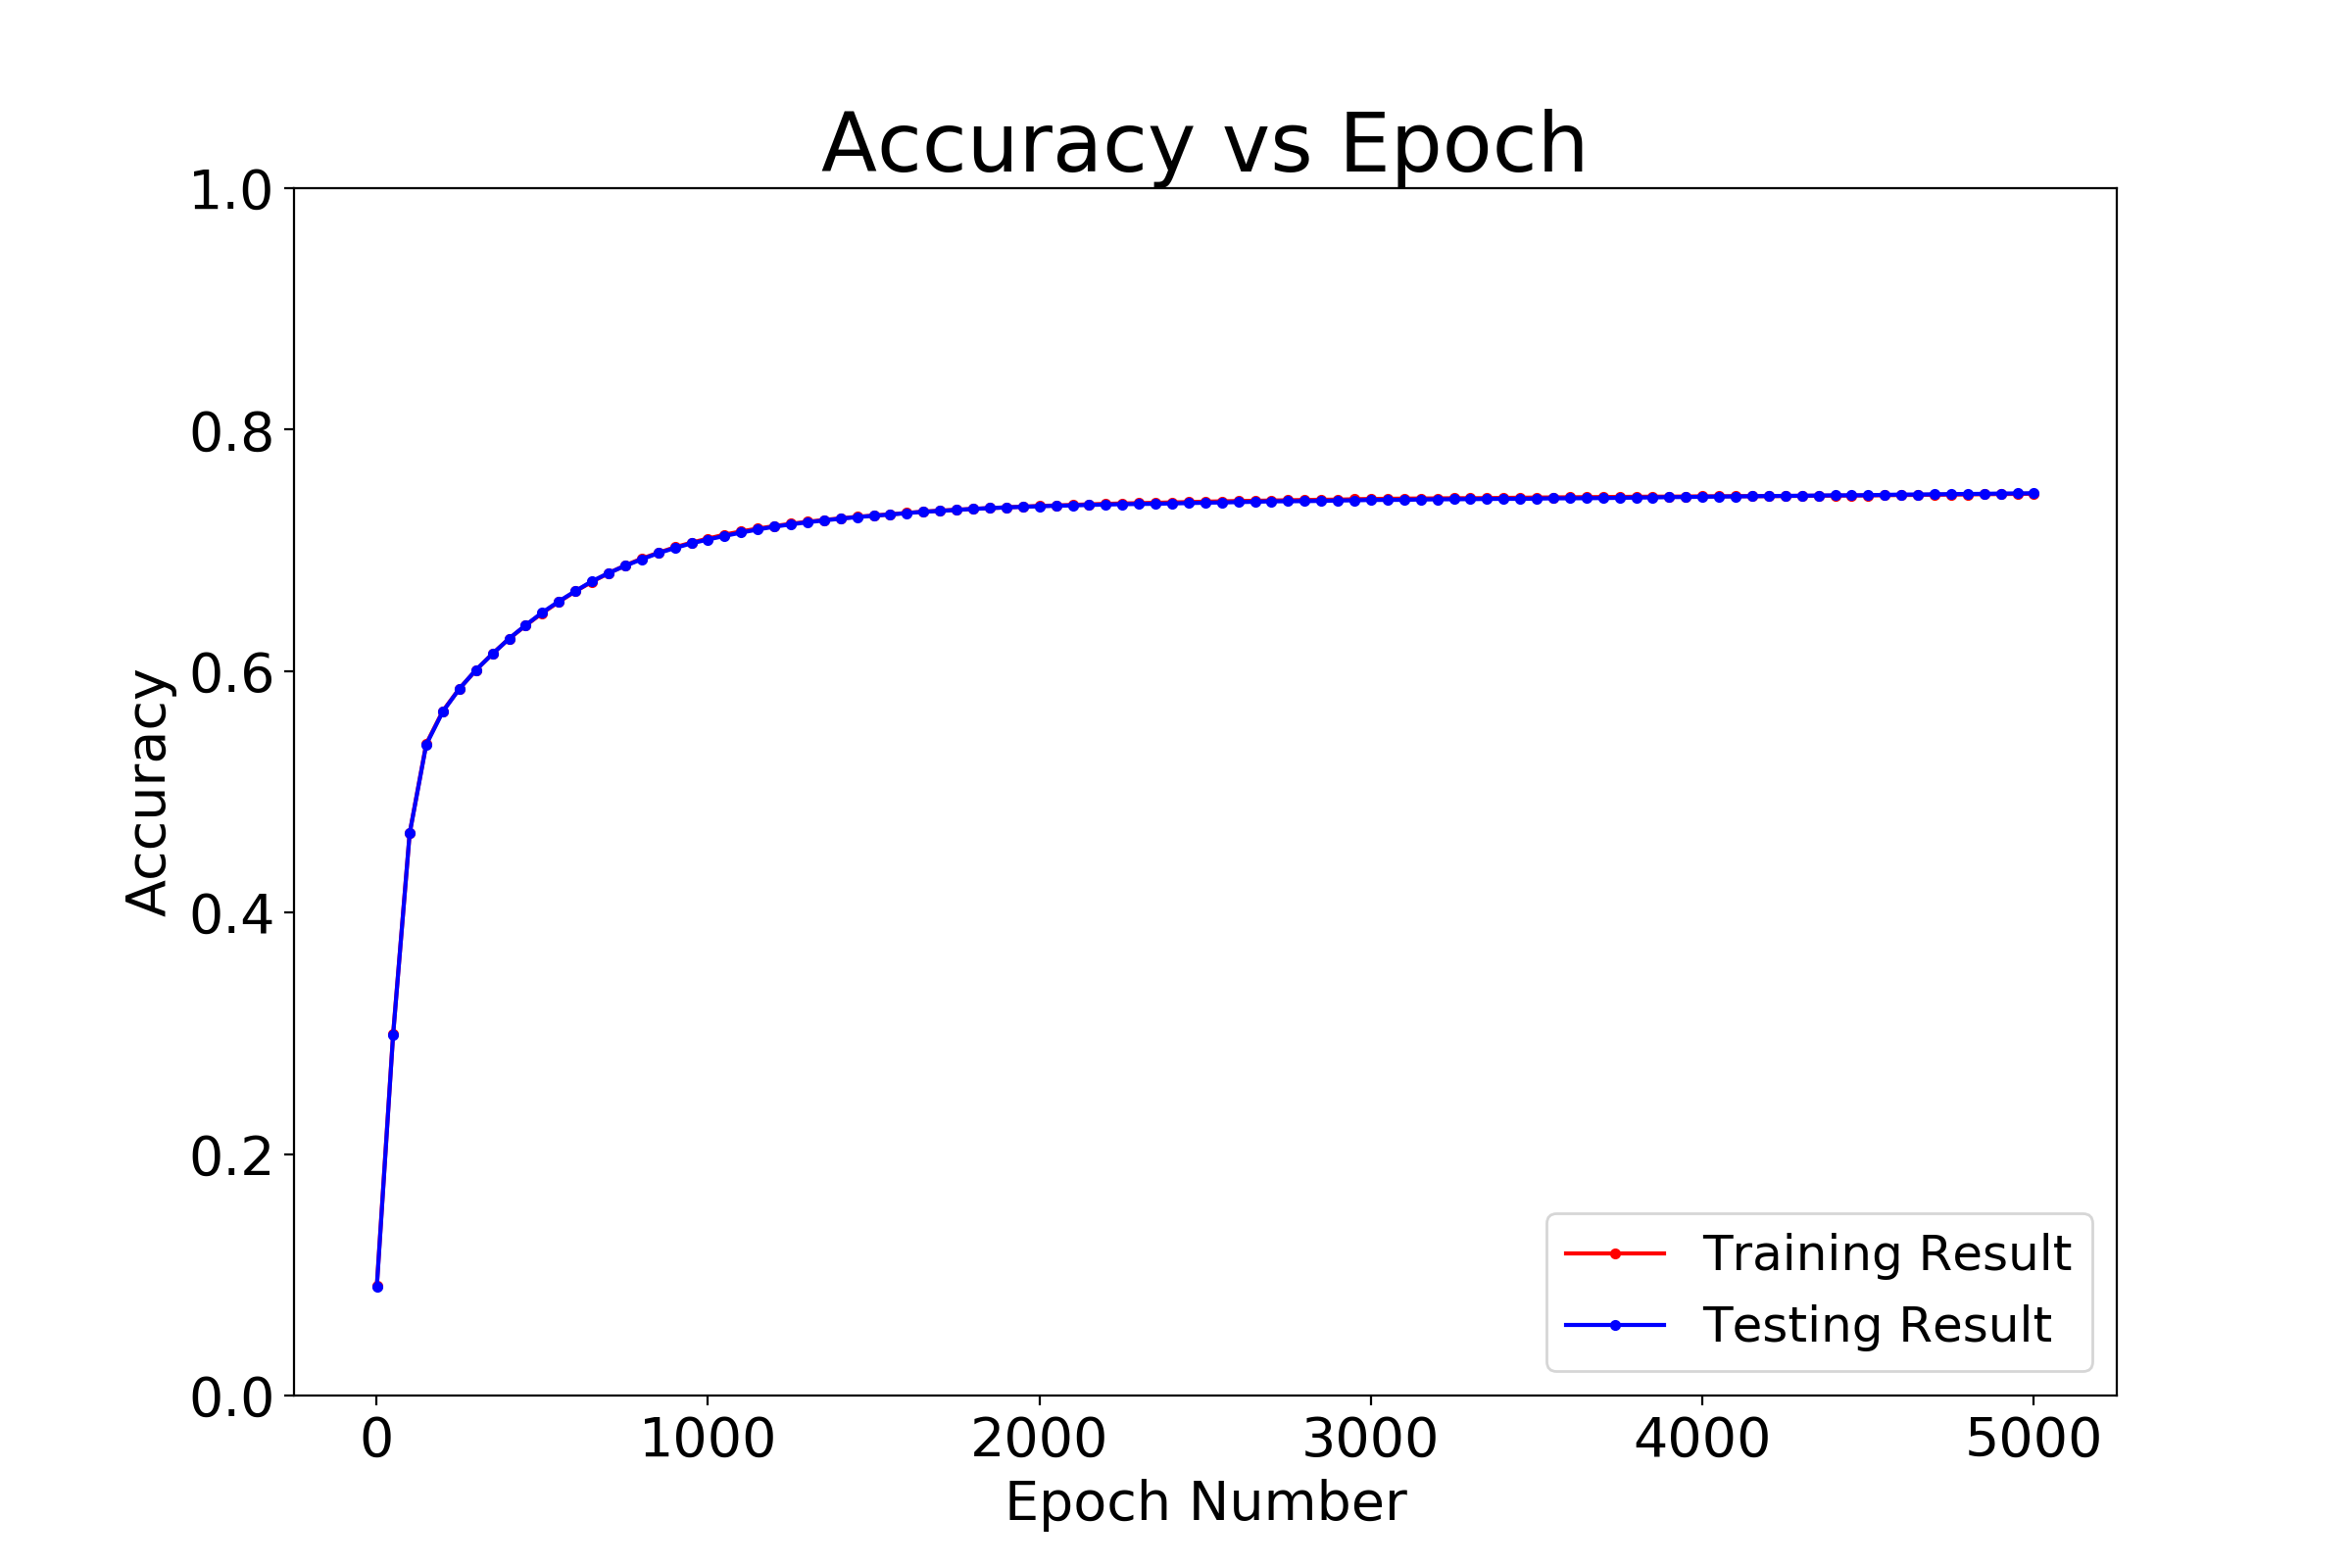 Accuracy vs Epoch
1.0
0.8
0.6
0.4
0.2
0.0
Accuracy
0 1000 2000 3000 4000 5000
Epoch Number
Training Result
Testing Result